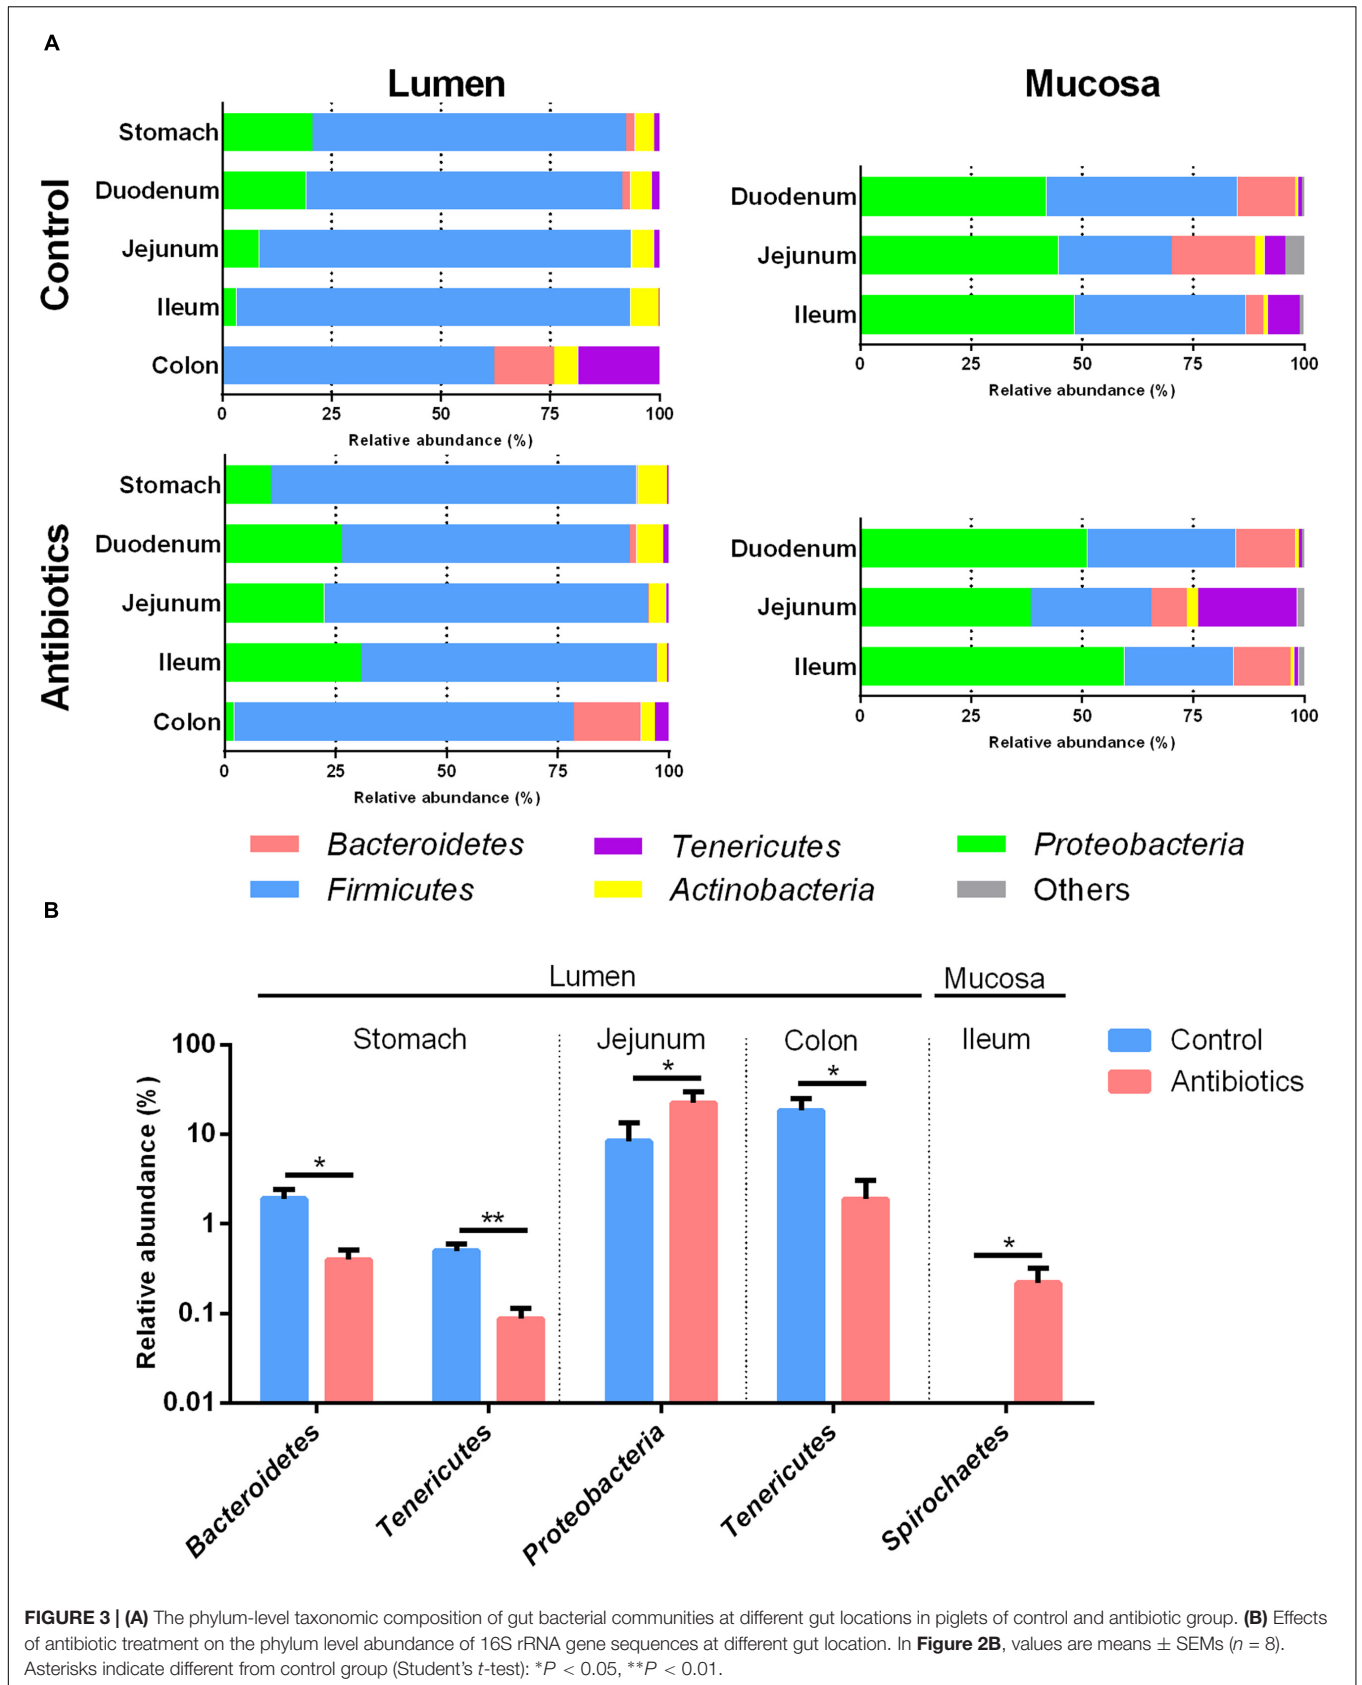 A
Lumen
Mucosa
Control
Stomach
Duodenum
Jejunum
Ileum
Colon
0 25 50 75 100
Relative abundance (%)
Duodenum
Jejunum
Ileum
0 25 50 75 100
Relative abundance (%)
Antibiotics
Stomach
Duodenum
Jejunum
Ileum
Colon
0 25 50 75 100
Relative abundance (%)
Duodenum
Jejunum
Ileum
0 25 50 75 100
Relative abundance (%)
Bacteroidetes Tenericutes Proteobacteria
Firmicutes Actinobacteria Others
B
Lumen Mucosa
Stomach Jejunum Colon Ileum
Control
Antibiotics
Relative abundance (%)
100
10
1
0.1
0.01
* ** * * *
Bacteroidetes
Tenericutes
Proteobacteria
Tenericutes
Spirochaetes
FIGURE 3 | (A) The phylum-level taxonomic composition of gut bacterial communities at different gut locations in piglets of control and antibiotic group. (B) Effects
of antibiotic treatment on the phylum level abundance of 16S rRNA gene sequences at different gut location. In Figure 2B, values are means ± SEMs (n = 8).
Asterisks indicate different from control group (Student's t-test): *P < 0.05, **P < 0.01.